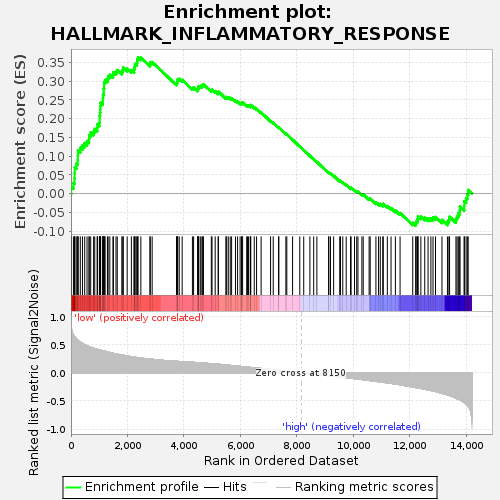 Enrichment plot:
HALLMARK_INFLAMMATORY_RESPONSE
Enrichment score (ES)
0.35
0.30
0.25
0.20
0.15
0.10
0.05
0.00
-0.05
-0.10
Ranked list metric (Signal2Noise)
'low' (positively correlated)
1.0
0.5
0.0
-0.5
-1.0
Zero cross at 8150
'high' (negatively correlated)
0
2,000
4,000
6,000
8,000
10,000
12,000
14,000
Rank in Ordered Dataset
Enrichment profile
Hits
Ranking metric scores